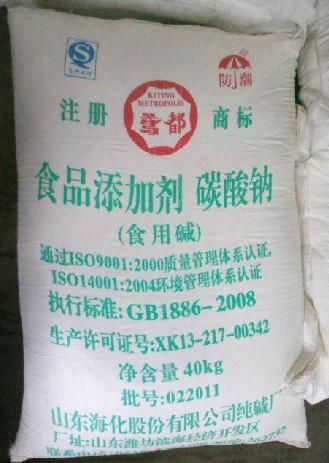 防潮
KITING
METROPOLIS
注册 鸢都 商标
食品添加剂 碳酸钠
(食用碱)
通过ISO9001:2000质量管理体系认证,
ISO14001:2004环境管理体系认证
执行标准:GB1886-2008
生产许可证号:XK13-217-00342
净含量 40kg
批号:022011
山东海化股份有限公司纯碱厂
厂址:山东潍坊滨海经济开发区